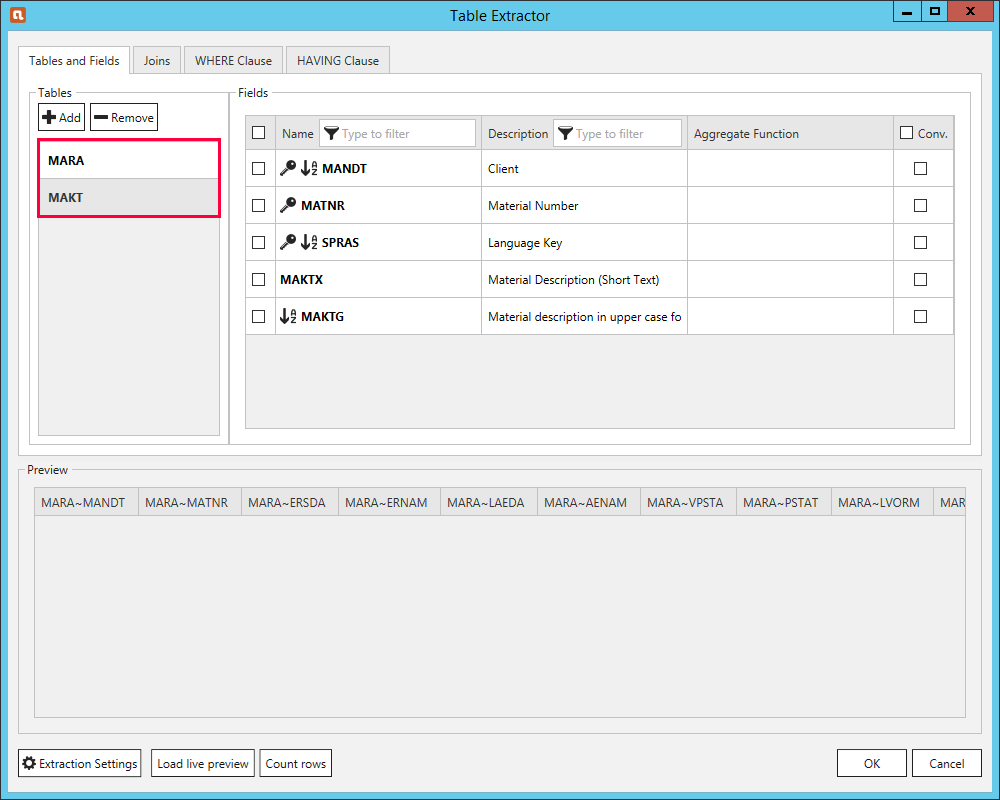 Table Extractor
Tables and Fields Joins WHERE Clause HAVING Clause
Tables
Add Remove
MARA
MAKT
Fields
Name Type to filter Description Type to filter Aggregate Function Conv.
MANDT Client
MATNR Material Number
SPRAS Language Key
MAKTX Material Description (Short Text)
MAKTG Material description in upper case fo
Preview
MARA~MANDT MARA~MATNR MARA~ERSDA MARA~ERNAM MARA~LAEDA MARA~AENAM MARA~VPSTA MARA~PSTAT MARA~LVORM MAR
Extraction Settings Load live preview Count rows OK Cancel